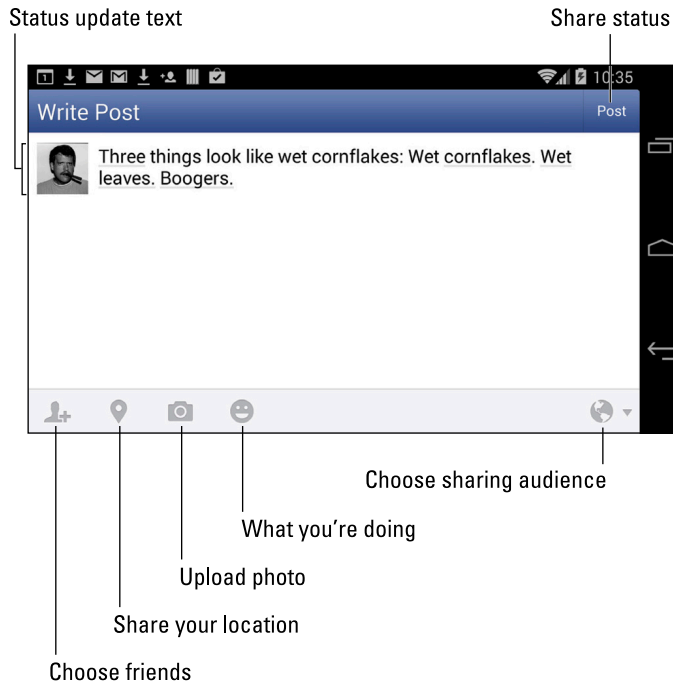 Status update text
Share status
1
10:35
Write Post
Post
Three things look like wet cornflakes: Wet cornflakes. Wet
leaves. Boogers.
Choose sharing audience
What you're doing
Upload photo
Share your location
Choose friends